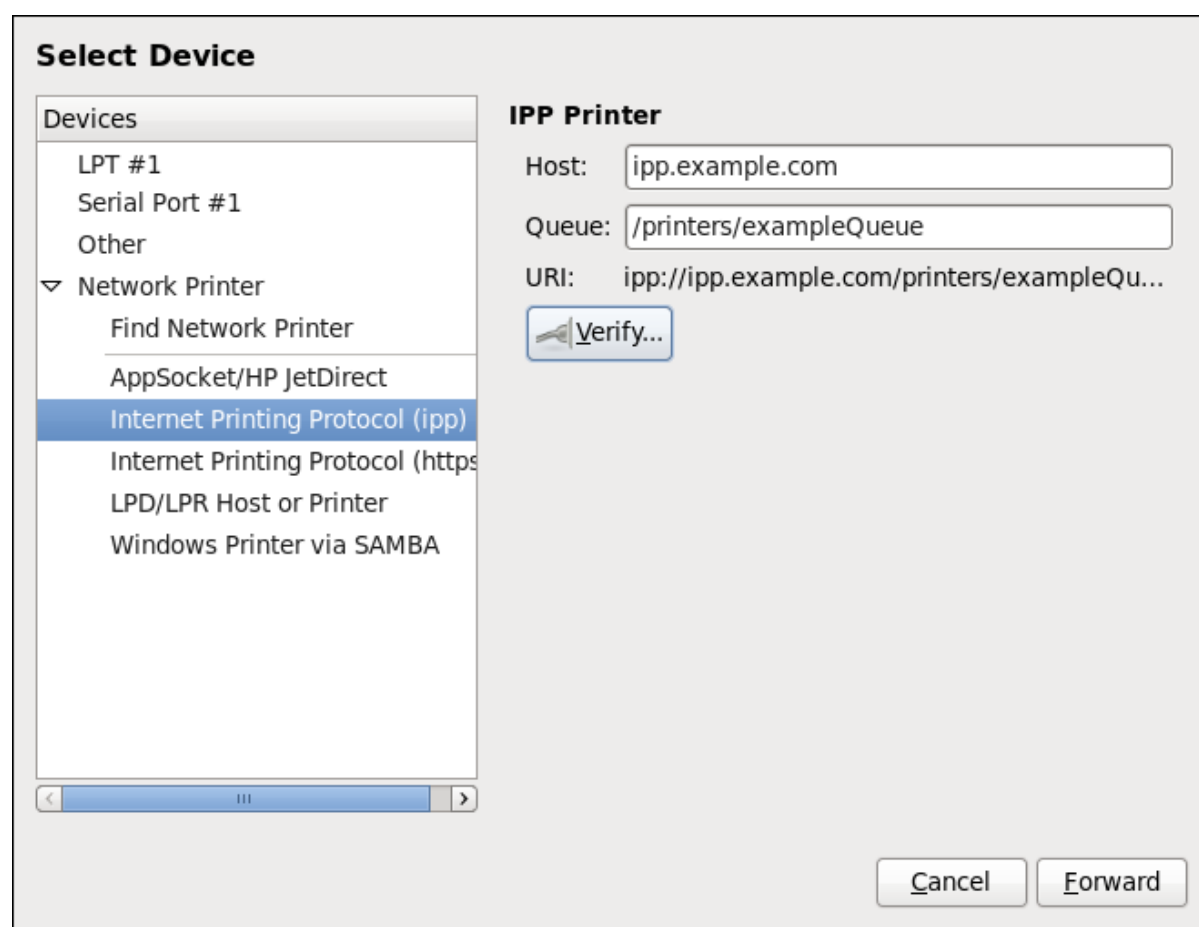 Select Device
Devices
LPT #1
Serial Port #1
Other
Network Printer
Find Network Printer
AppSocket/HP JetDirect
Internet Printing Protocol (ipp)
Internet Printing Protocol (https
LPD/LPR Host or Printer
Windows Printer via SAMBA
IPP Printer
Host: ipp.example.com
Queue: /printers/exampleQueue
URI: ipp://ipp.example.com/printers/exampleQu...
Verify...
Cancel Forward